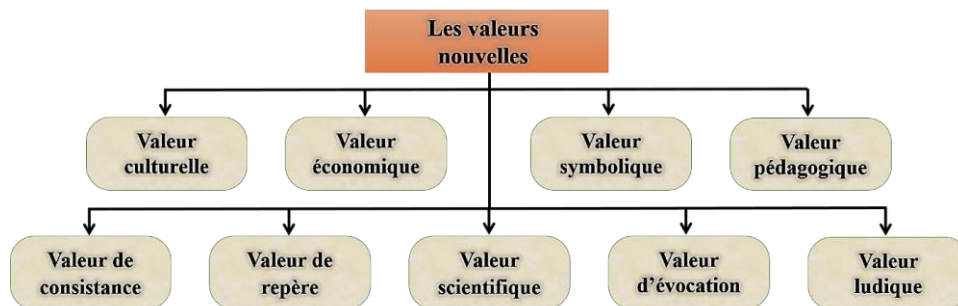 Les valeurs
nouvelles
Valeur
culturelle
Valeur
économique
Valeur
symbolique
Valeur
pédagogique
Valeur de
consistance
Valeur de
repère
Valeur
scientifique
Valeur
d'évocation
Valeur
ludique